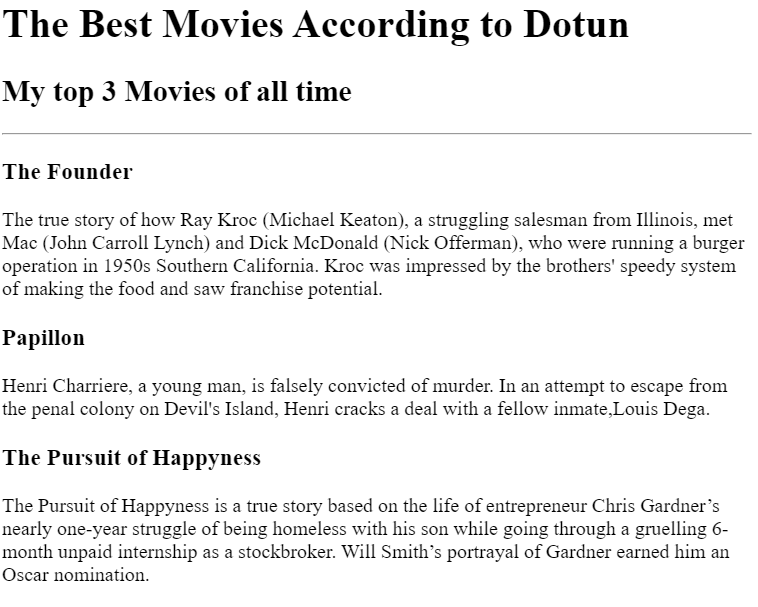 The Best Movies According to Dotun
My top 3 Movies of all time
The Founder
The true story of how Ray Kroc (Michael Keaton), a struggling salesman from Illinois, met
Mac (John Carroll Lynch) and Dick McDonald (Nick Offerman), who were running a burger
operation in 1950s Southern California. Kroc was impressed by the brothers' speedy system
of making the food and saw franchise potential.
Papillon
Henri Charriere, a young man, is falsely convicted of murder. In an attempt to escape from
the penal colony on Devil's Island, Henri cracks a deal with a fellow inmate,Louis Dega.
The Pursuit of Happyness
The Pursuit of Happyness is a true story based on the life of entrepreneur Chris Gardner’s
nearly one-year struggle of being homeless with his son while going through a gruelling 6-
month unpaid internship as a stockbroker. Will Smith’s portrayal of Gardner earned him an
Oscar nomination.